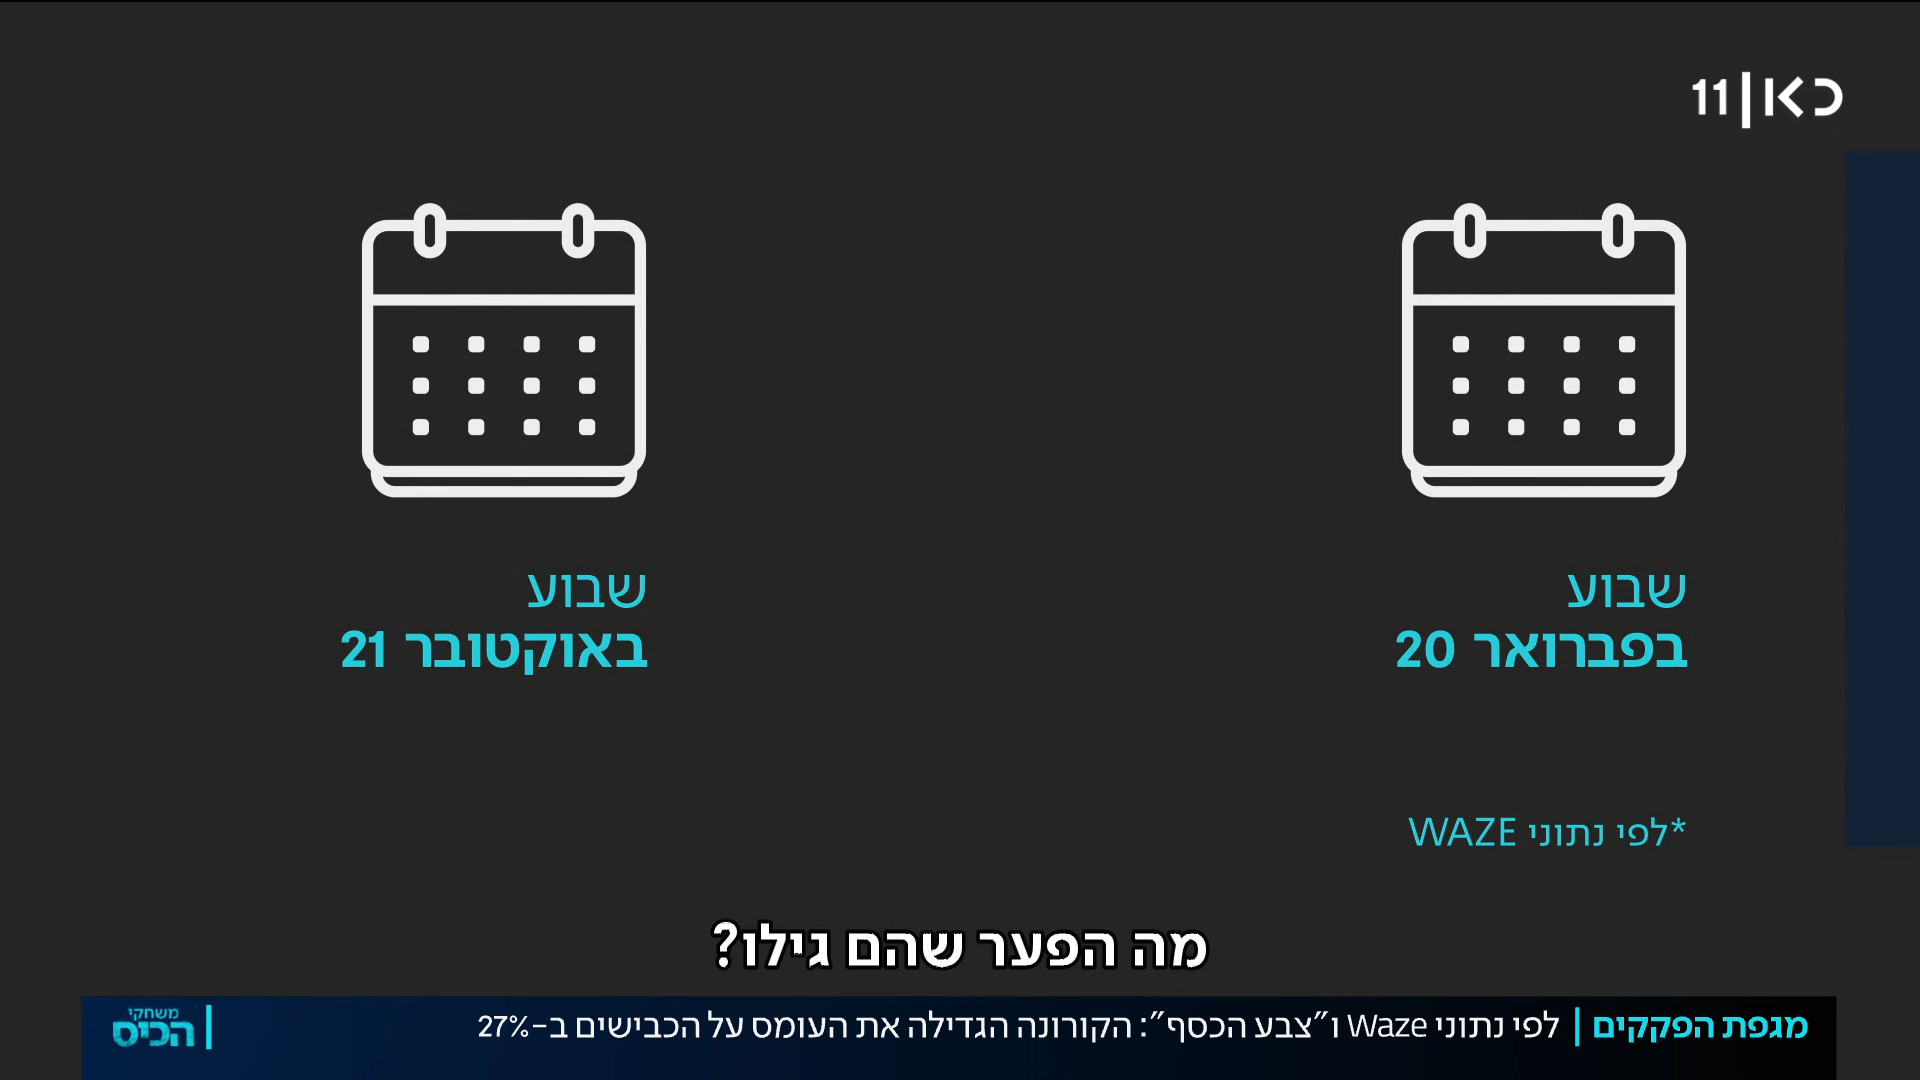 כאן|11
שבוע
בפברואר 20
שבוע
באוקטובר 21
*לפי נתוני WAZE
מה הפער שהם גילו?
מגפת הפקקים | לפי נתוני Waze ו"צבע הכסף": הקורונה הגדילה את העומס על הכבישים ב-27%
משחקי
הכיס